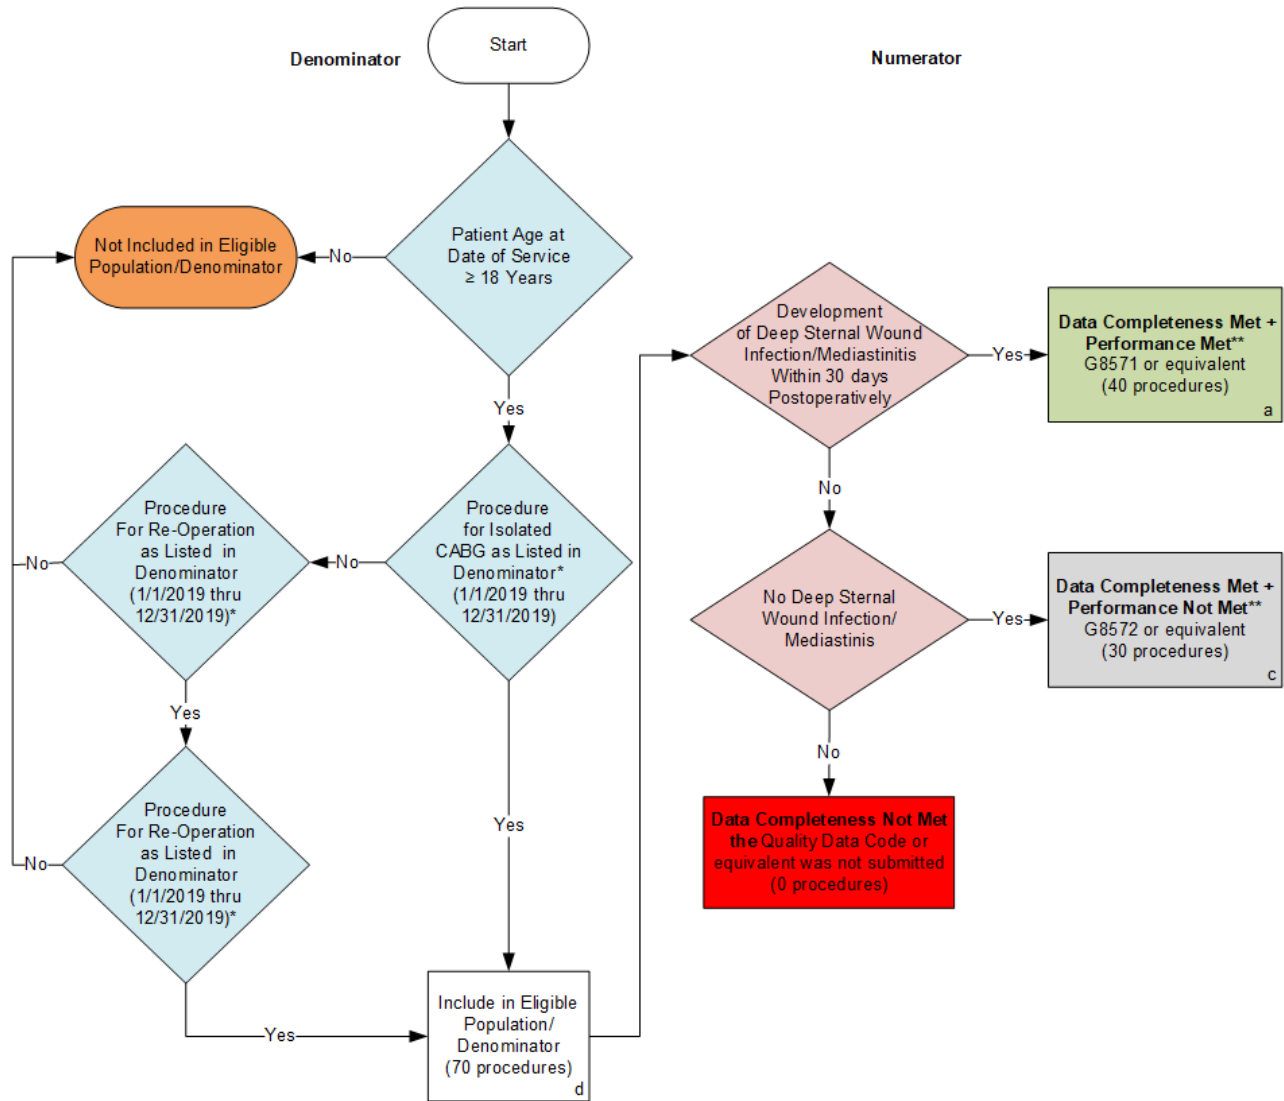 Start
Denominator
Numerator
Patient Age at
Date of Service
≥ 18 Years
No
Not Included in Eligible
Population/Denominator
Yes
Procedure
for Isolated
CABG as Listed in
Denominator*
(1/1/2019 thru
12/31/2019)
No
Procedure
For Re-Operation
as Listed in
Denominator
(1/1/2019 thru
12/31/2019)*
No
Yes
Procedure
For Re-Operation
as Listed in
Denominator
(1/1/2019 thru
12/31/2019)*
No
Yes
Yes
Include in Eligible
Population/
Denominator
(70 procedures)
d
Development
of Deep Sternal Wound
Infection/Mediastinitis
Within 30 days
Postoperatively
Yes
Data Completeness Met +
Performance Met**
G8571 or equivalent
(40 procedures)
a
No
No Deep Sternal
Wound Infection/
Mediastinis
Yes
Data Completeness Met +
Performance Not Met**
G8572 or equivalent
(30 procedures)
c
No
Data Completeness Not Met
the Quality Data Code or
equivalent was not submitted
(0 procedures)